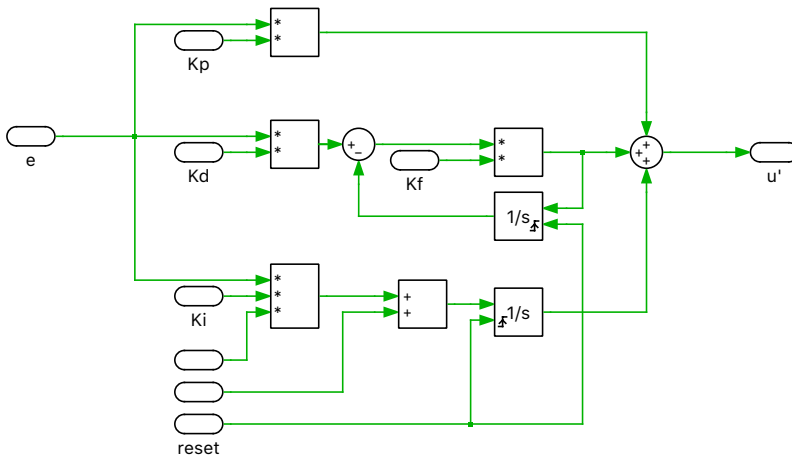 *
*
Kp
e
*
*
Kd
+
−
*
*
Kf
+
+
+
u'
1/s
*
*
*
Ki
+
+
1/s
reset